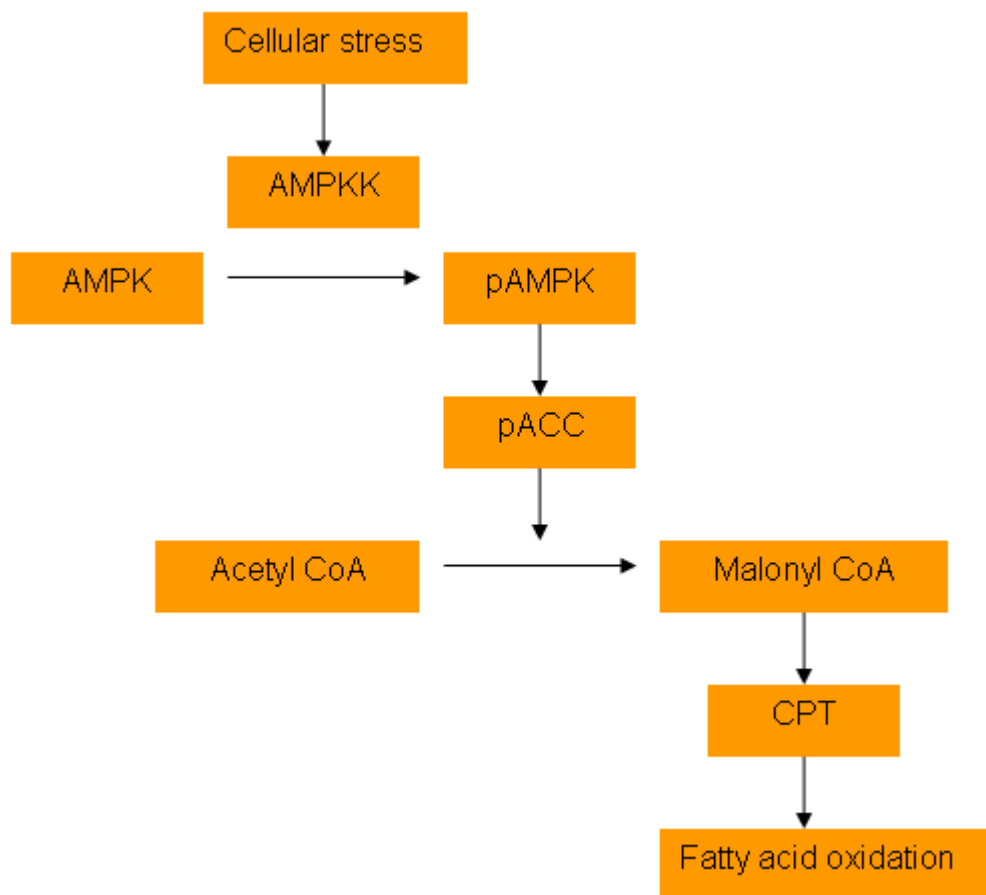 Cellular stress
AMPKK
AMPK
pAMPK
pACC
Acetyl CoA
Malonyl CoA
CPT
Fatty acid oxidation